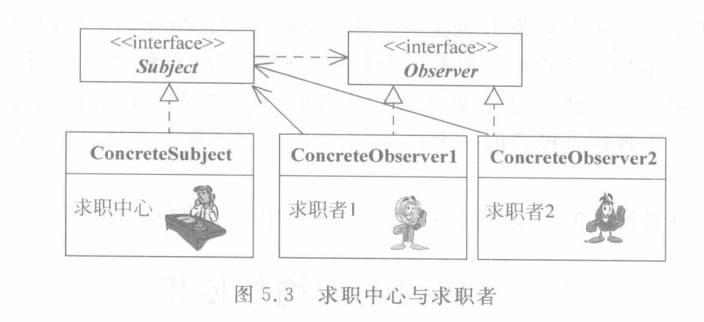 <<interface>>
Subject
<<interface>>
Observer
ConcreteSubject
求职中心
ConcreteObserver1
求职者1
ConcreteObserver2
求职者2
图 5.3 求职中心与求职者